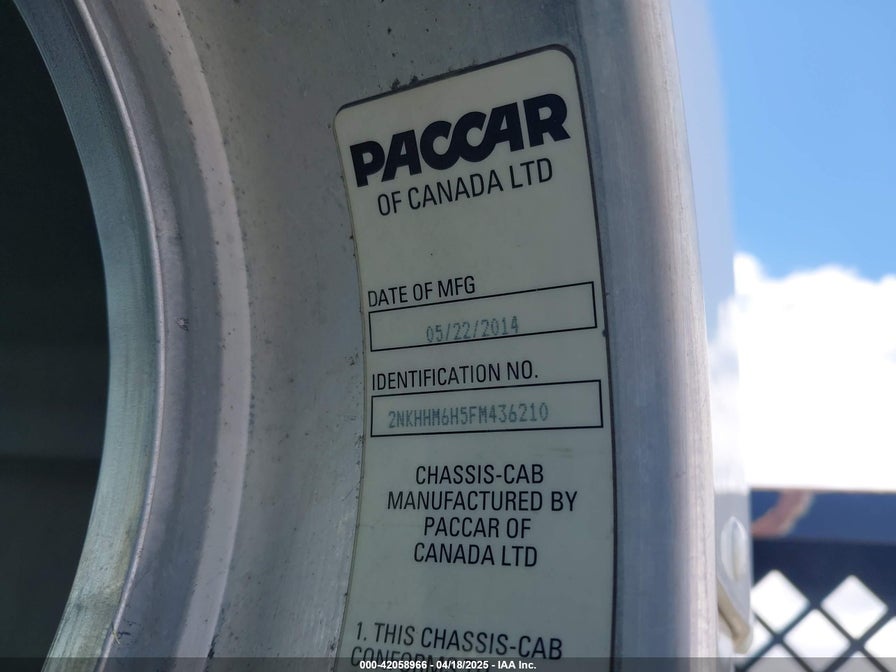 PACCAR
OF CANADA LTD
DATE OF MFG
05/22/2014
IDENTIFICATION NO.
2NKHHM6H5FM436210
CHASSIS-CAB
MANUFACTURED BY
PACCAR OF
CANADA LTD
1. THIS CHASSIS-CAB
000-42058966 - 04/18/2025 - IAA Inc.